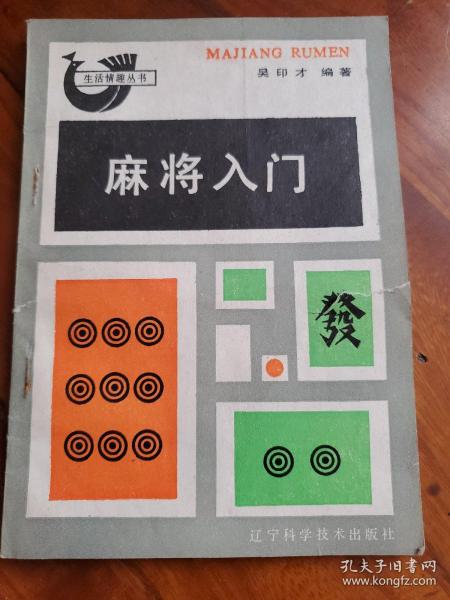 生活情趣丛书
MAJIANG RUMEN
吴印才 编著
麻将入门
發
辽宁科学技术出版社
孔夫子旧书网
www.kongfz.com